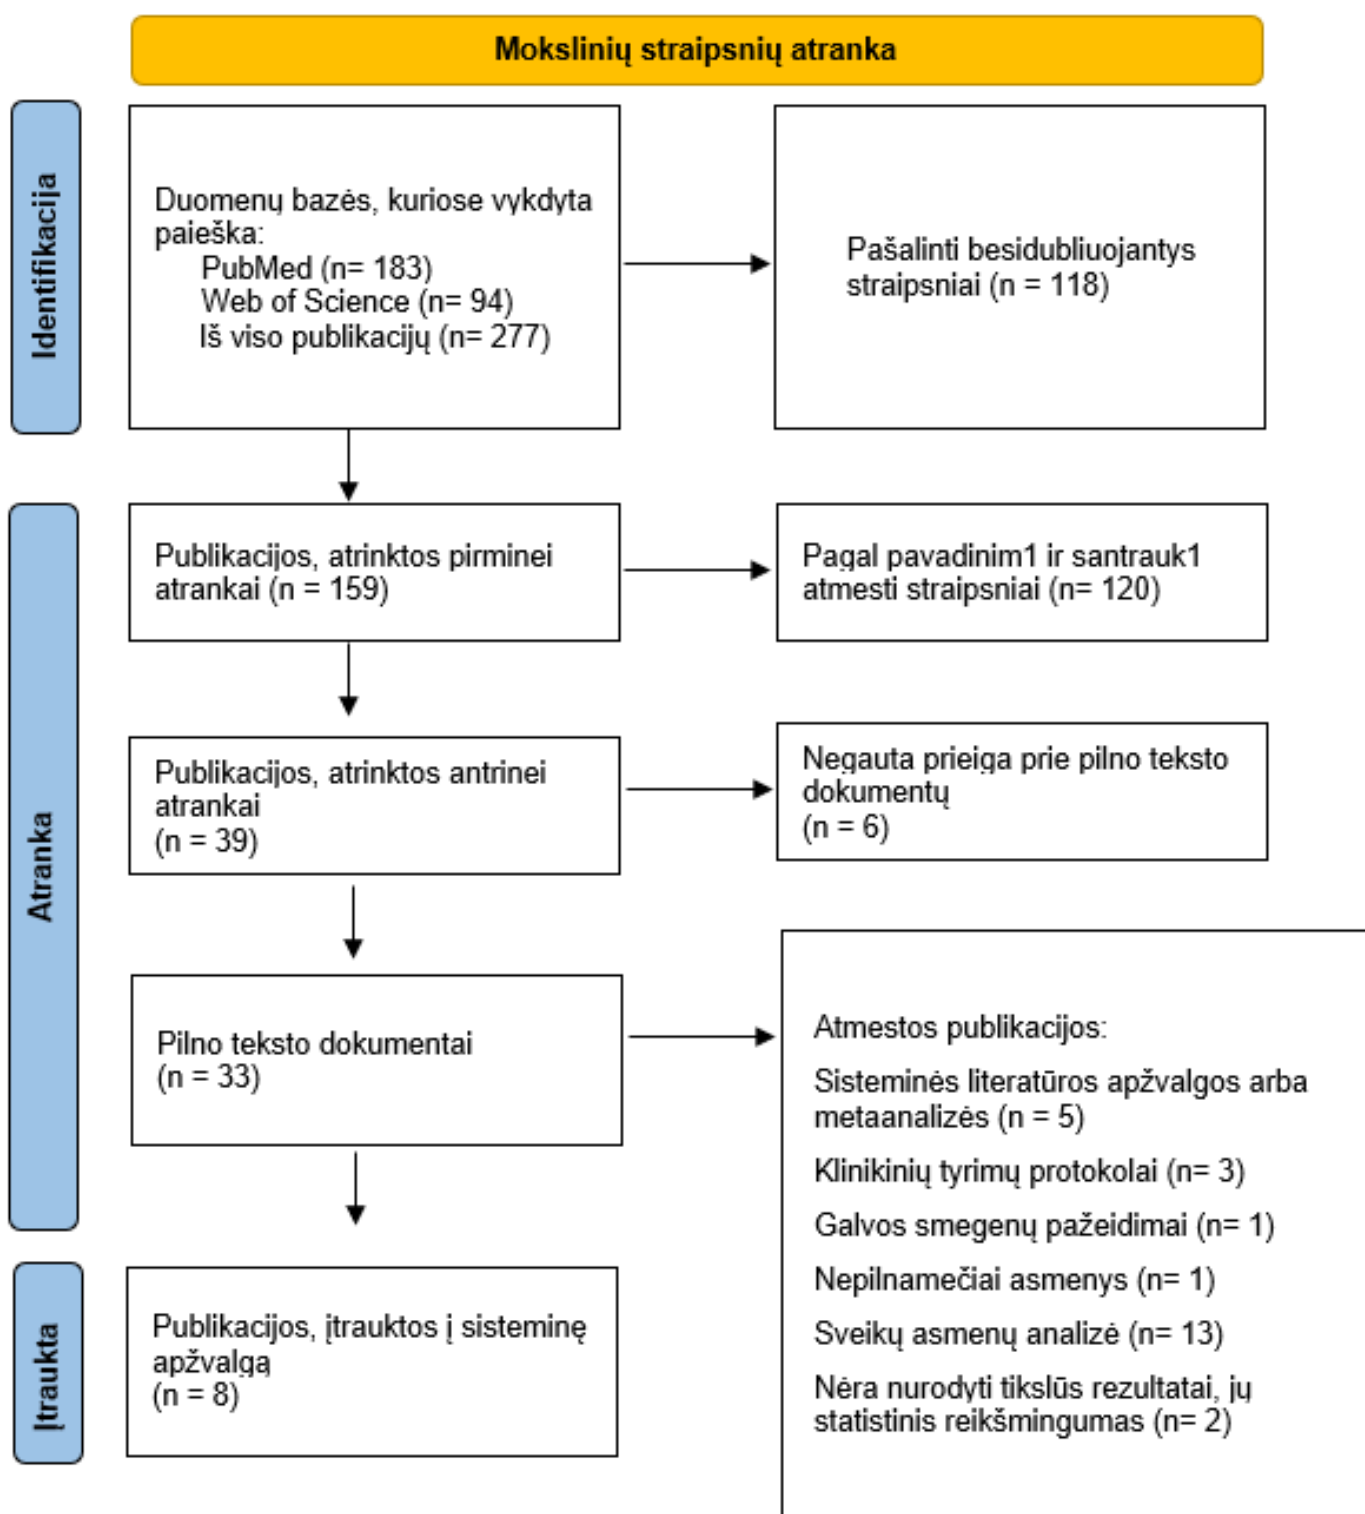 Mokslinių straipsnių atranka
Identifikacija
Duomenų bazės, kuriose vykdyta
paieška:
PubMed (n= 183)
Web of Science (n= 94)
Iš viso publikacijų (n= 277)
Pašalinti besidubliuojantys
straipsniai (n = 118)
Atranka
Publikacijos, atrinktos pirminei
atrankai (n = 159)
Pagal pavadinim1 ir santrauk1
atmesti straipsniai (n= 120)
Publikacijos, atrinktos antrinei
atrankai
(n = 39)
Negauta prieiga prie pilno teksto
dokumentų
(n = 6)
Pilno teksto dokumentai
(n = 33)
Atmestos publikacijos:
Sisteminės literatūros apžvalgos arba
metaanalizės (n = 5)
Klinikinių tyrimų protokolai (n= 3)
Galvos smegenų pažeidimai (n= 1)
Nepilnamečiai asmenys (n= 1)
Sveikų asmenų analizė (n= 13)
Nėra nurodyti tikslūs rezultatai, jų
statistinis reikšmingumas (n= 2)
Įtraukta
Publikacijos, įtrauktos į sisteminę
apžvalgą
(n = 8)